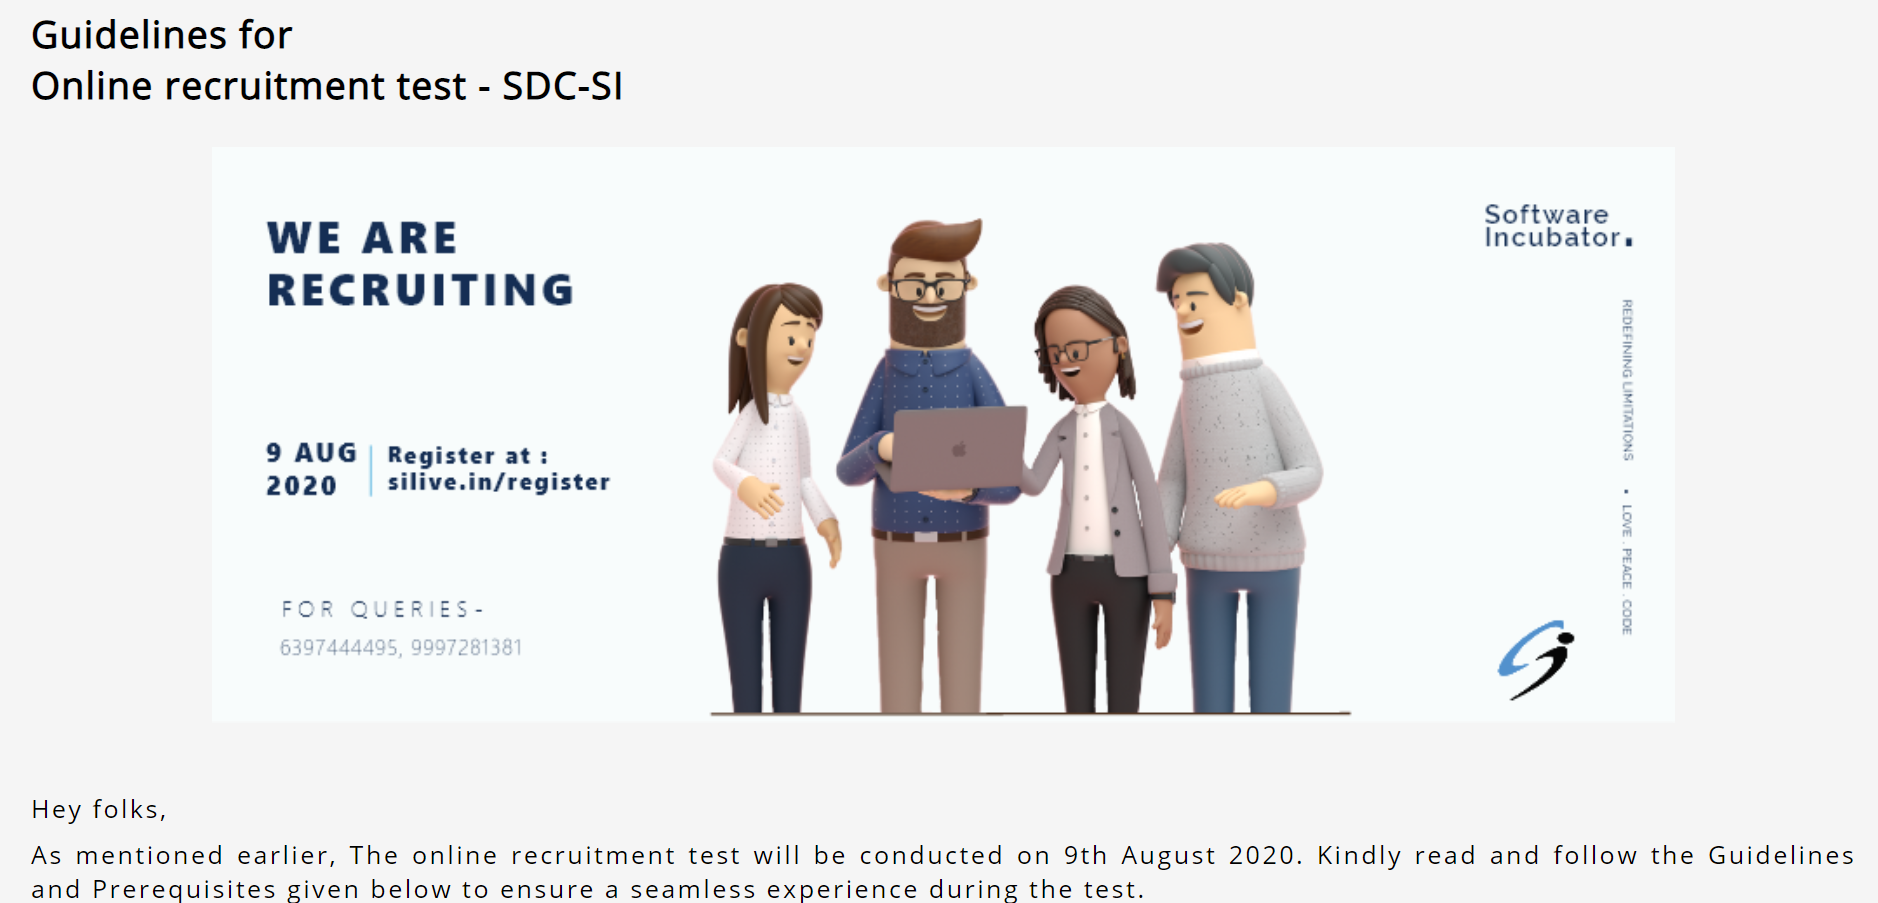 Guidelines for
Online recruitment test - SDC-SI
WE ARE
RECRUITING
9 AUG
2020
Register at :
silive.in/register
FOR QUERIES-
6397444495, 9997281381
Software
Incubator.
REDEFINING LIMITATIONS • LOVE . PEACE . CODE
Hey folks,
As mentioned earlier, The online recruitment test will be conducted on 9th August 2020. Kindly read and follow the Guidelines
and Prerequisites given below to ensure a seamless experience during the test.